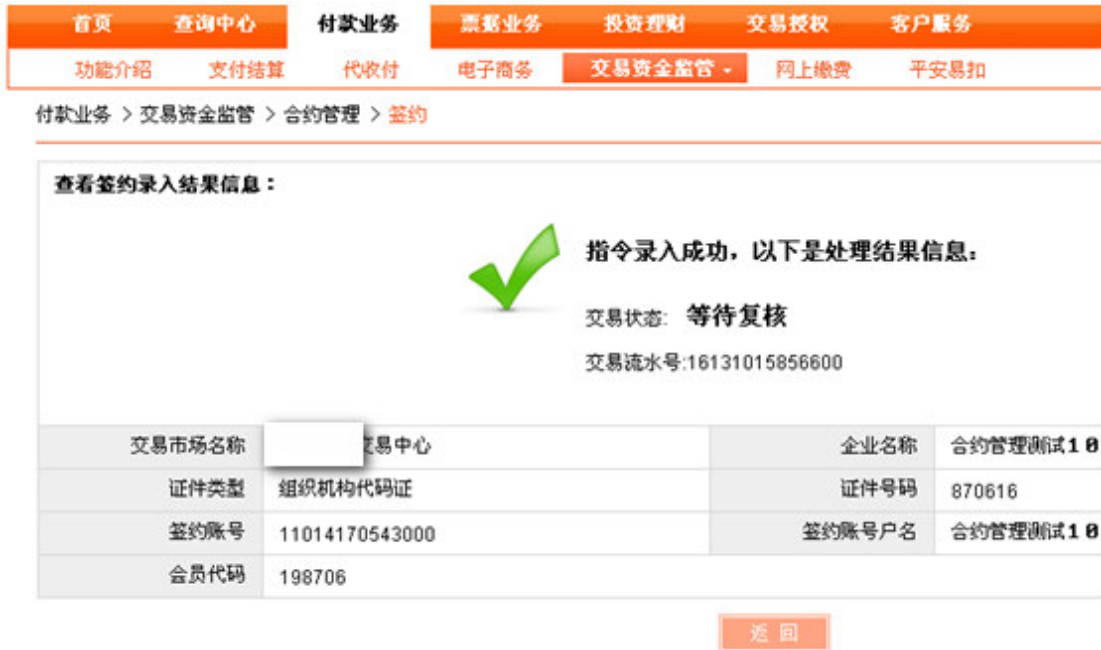 首页 查询中心 付款业务 票据业务 投资理财 交易授权 客户服务
功能介绍 支付结算 代收付 电子商务 交易资金监管 网上缴费 平安易扣
付款业务 > 交易资金监管 > 合约管理 > 签约
查看签约录入结果信息：
指令录入成功，以下是处理结果信息：
交易状态: 等待复核
交易流水号:16131015856600
交易市场名称 交易中心 企业名称 合约管理测试10
证件类型 组织机构代码证 证件号码 870616
签约账号 11014170543000 签约账号户名 合约管理测试10
会员代码 198706
返回